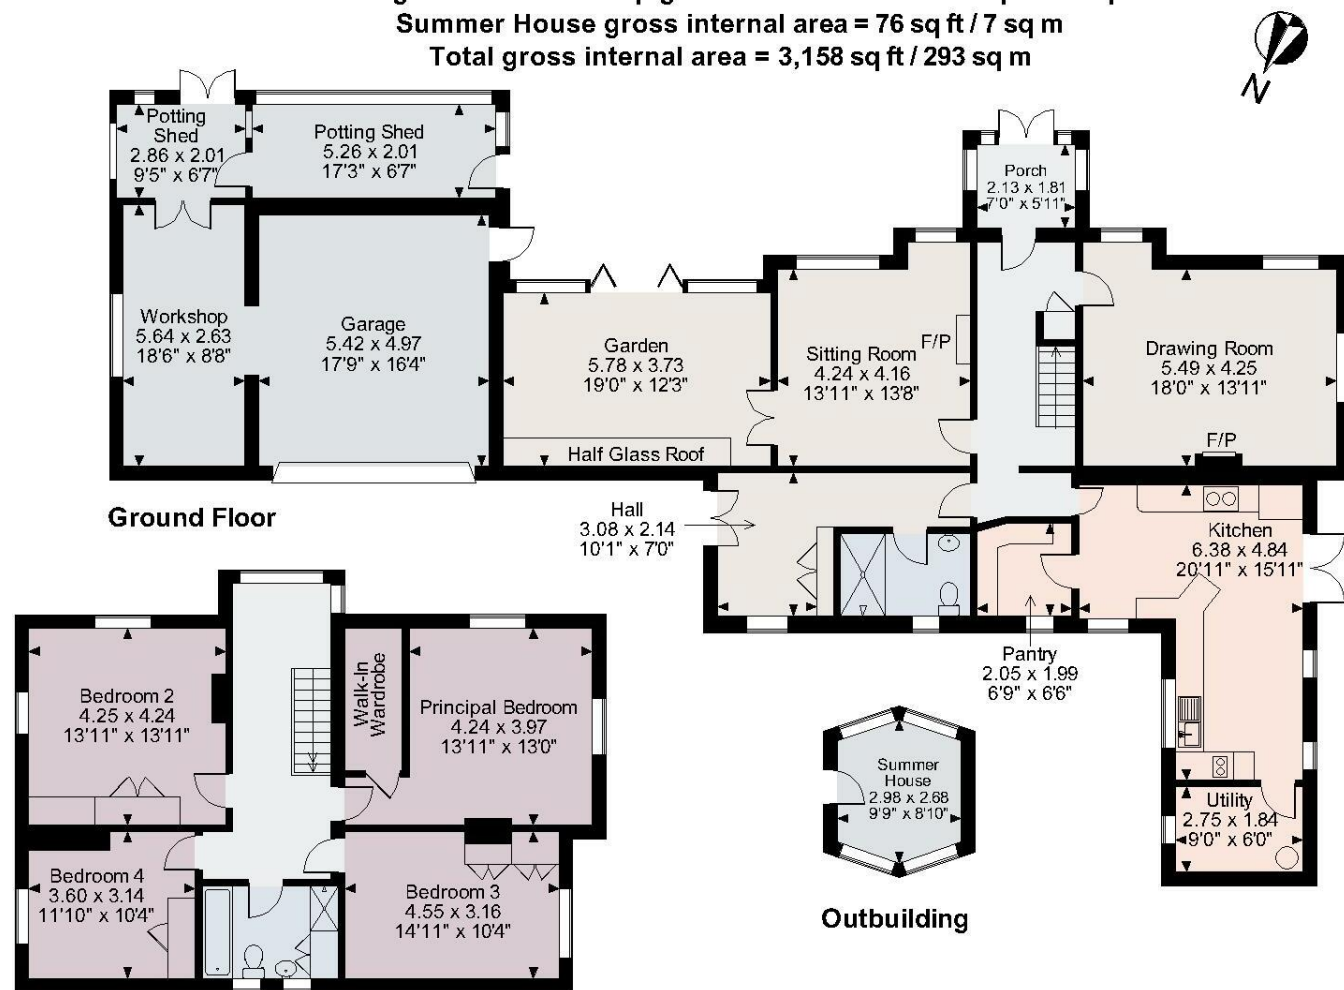 Summer House gross internal area = 76 sq ft / 7 sq m
Total gross internal area = 3,158 sq ft / 293 sq m
N
Potting
Shed
2.86 x 2.01
9'5" x 6'7"
Potting Shed
5.26 x 2.01
17'3" x 6'7"
Porch
2.13 x 1.81
7'0" x 5'11"
Workshop
5.64 x 2.63
18'6" x 8'8"
Garage
5.42 x 4.97
17'9" x 16'4"
Garden
5.78 x 3.73
19'0" x 12'3"
Half Glass Roof
F/P
Sitting Room
4.24 x 4.16
13'11" x 13'8"
Drawing Room
5.49 x 4.25
18'0" x 13'11"
F/P
Ground Floor
Hall
3.08 x 2.14
10'1" x 7'0"
Kitchen
6.38 x 4.84
20'11" x 15'11"
Pantry
2.05 x 1.99
6'9" x 6'6"
Utility
2.75 x 1.84
9'0" x 6'0"
Bedroom 2
4.25 x 4.24
13'11" x 13'11"
Walk-In
Wardrobe
Principal Bedroom
4.24 x 3.97
13'11" x 13'0"
Bedroom 4
3.60 x 3.14
11'10" x 10'4"
Bedroom 3
4.55 x 3.16
14'11" x 10'4"
Summer
House
2.98 x 2.68
9'9" x 8'10"
Outbuilding